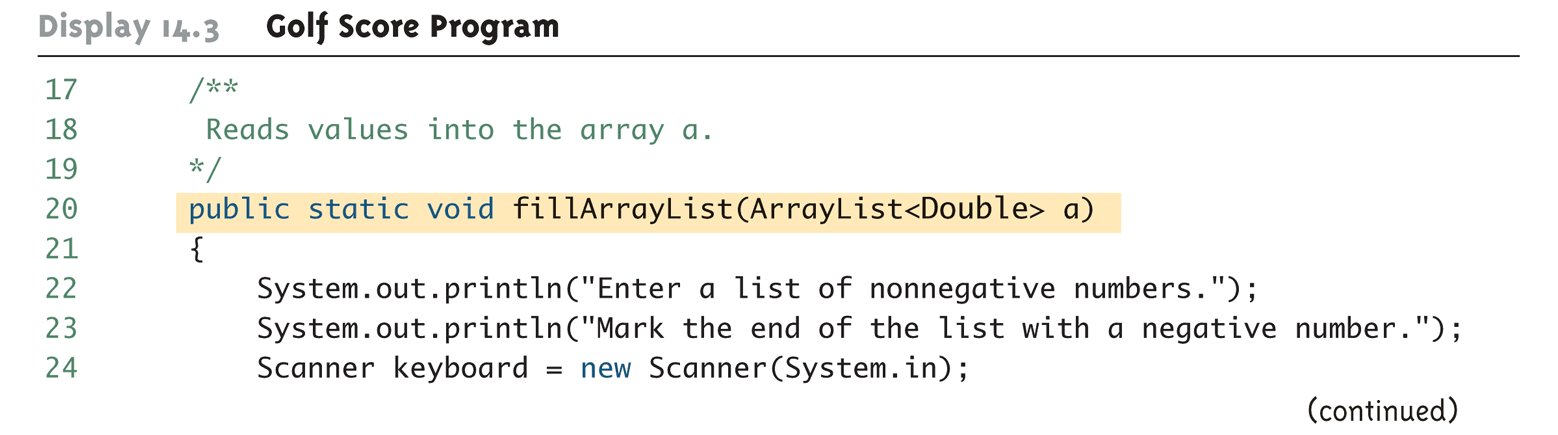 Display 14.3 Golf Score Program
17 /**
18 Reads values into the array a.
19 */
20 public static void fillArrayList(ArrayList<Double> a)
21 {
22 System.out.println("Enter a list of nonnegative numbers.");
23 System.out.println("Mark the end of the list with a negative number.");
24 Scanner keyboard = new Scanner(System.in);
(continued)